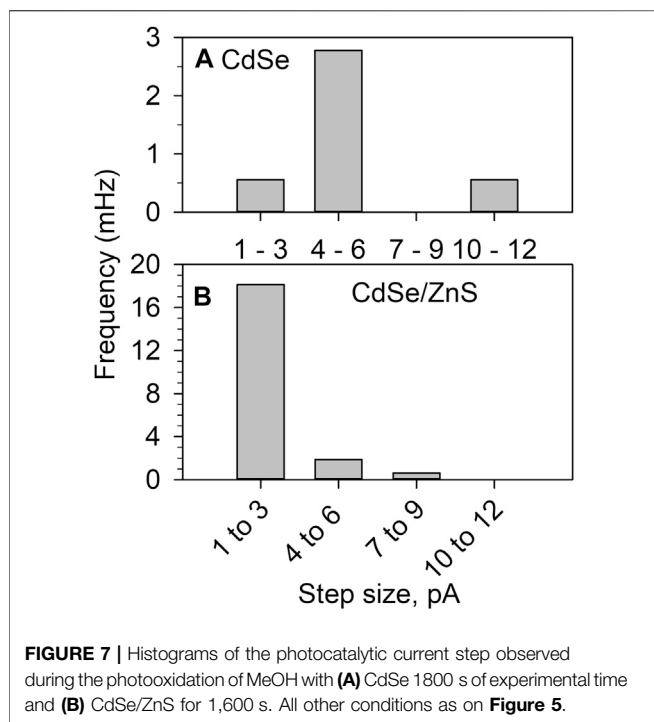 3
A CdSe
2
1
0
1 - 3 4 - 6 7 - 9 10 - 12
Frequency (mHz)
20
B CdSe/ZnS
16
12
8
4
0
1 to 3
4 to 6
7 to 9
10 to 12
Step size, pA
FIGURE 7 | Histograms of the photocatalytic current step observed
during the photooxidation of MeOH with (A) CdSe 1800 s of experimental time
and (B) CdSe/ZnS for 1,600 s. All other conditions as on Figure 5.